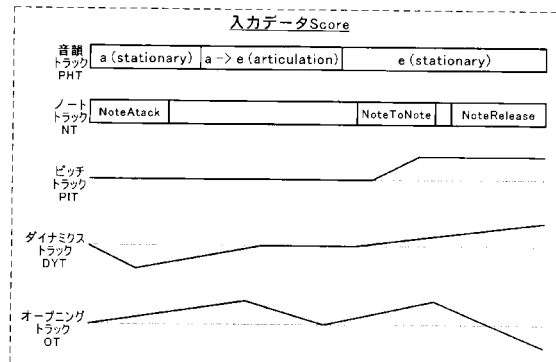 入力データScore
音韻
トラック
PHT
a (stationary)
a -> e (articulation)
e (stationary)
ノート
トラック
NT
NoteAtack
NoteToNote
NoteRelease
ピッチ
トラック
PIT
ダイナミクス
トラック
DYT
オープニング
トラック
OT